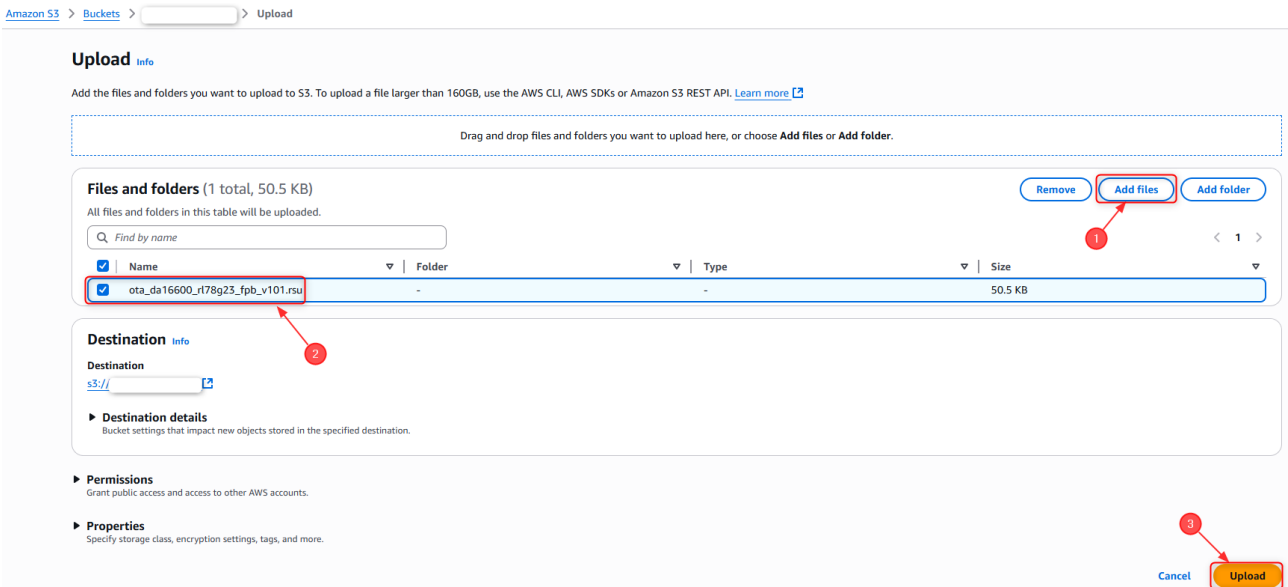 Amazon S3 > Buckets > > Upload
Upload Info
Add the files and folders you want to upload to S3. To upload a file larger than 160GB, use the AWS CLI, AWS SDKs or Amazon S3 REST API. Learn more
Drag and drop files and folders you want to upload here, or choose Add files or Add folder.
Files and folders (1 total, 50.5 KB)
Remove Add files Add folder
All files and folders in this table will be uploaded.
Find by name
1
< 1 >
Name Folder Type Size
ota_da16600_rl78g23_fpb_v101.rsu - - 50.5 KB
Destination Info
2
Destination
s3://
Destination details
Bucket settings that impact new objects stored in the specified destination.
Permissions
Grant public access and access to other AWS accounts.
Properties
Specify storage class, encryption settings, tags, and more.
3
Cancel Upload